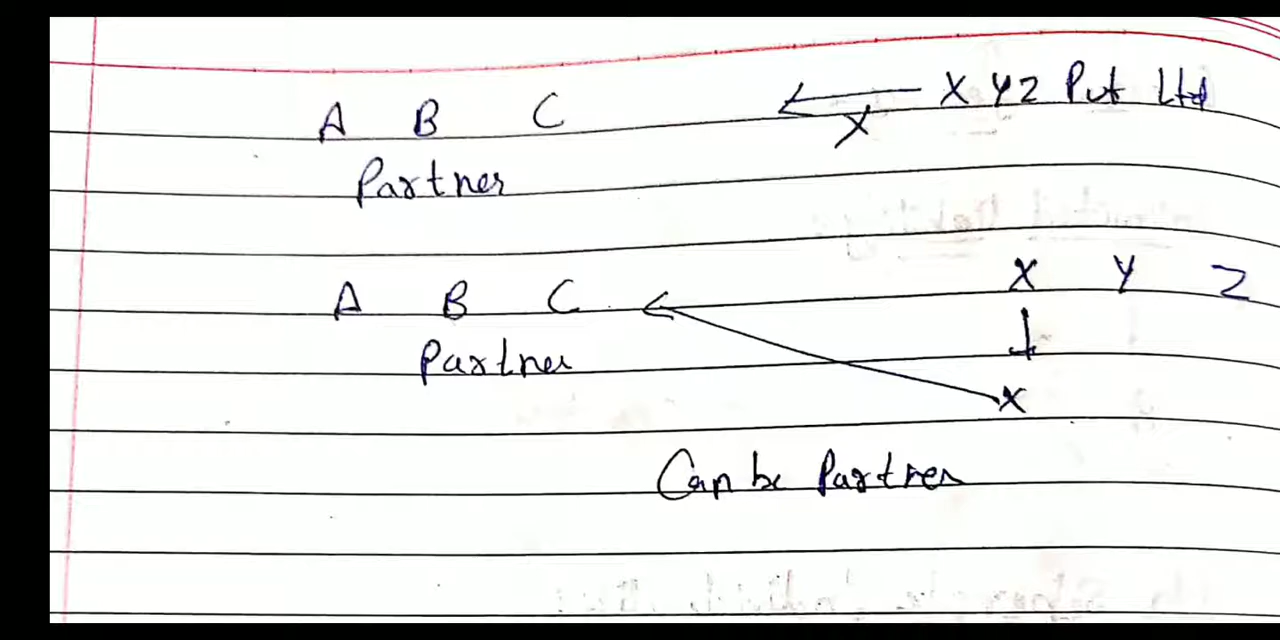 A B C ← X Y Z Pvt Ltd
X
Partner
X Y Z
A B C ←
↓
Partner
X
Can be Partner